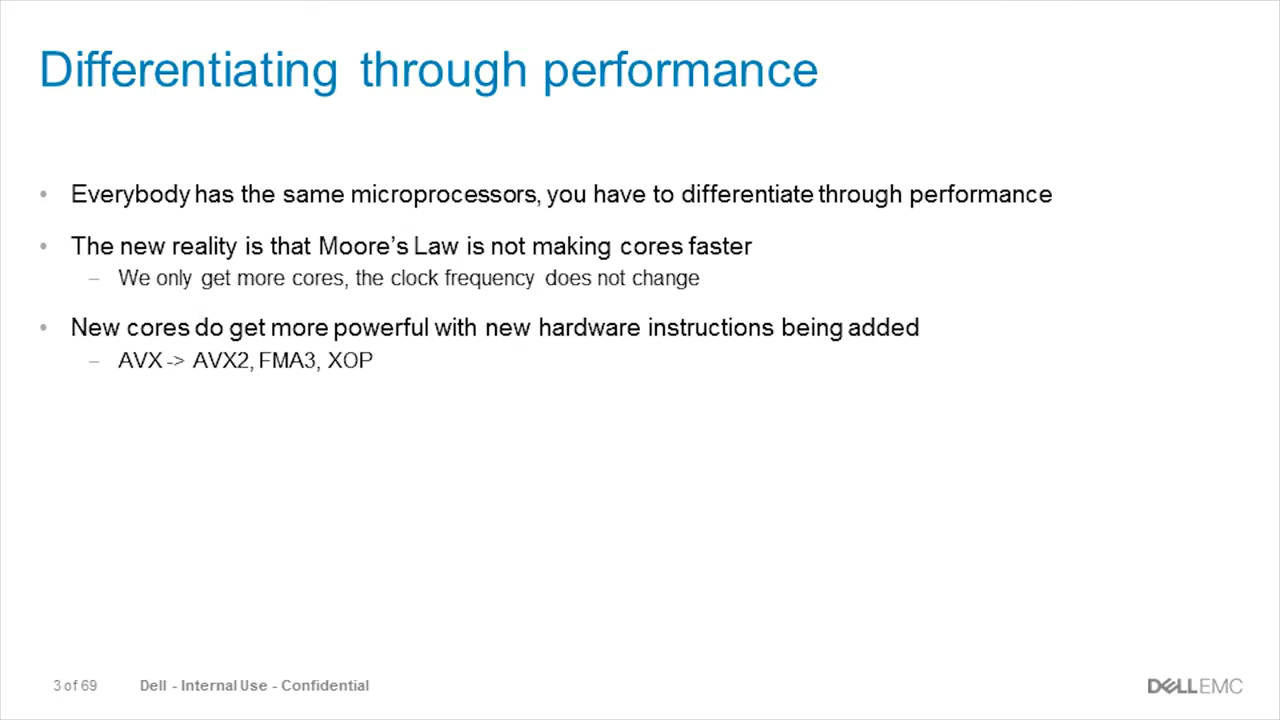 Differentiating through performance
• Everybody has the same microprocessors, you have to differentiate through performance
• The new reality is that Moore’s Law is not making cores faster
– We only get more cores, the clock frequency does not change
• New cores do get more powerful with new hardware instructions being added
– AVX -> AVX2, FMA3, XOP
3 of 69 Dell - Internal Use - Confidential DELLEMC